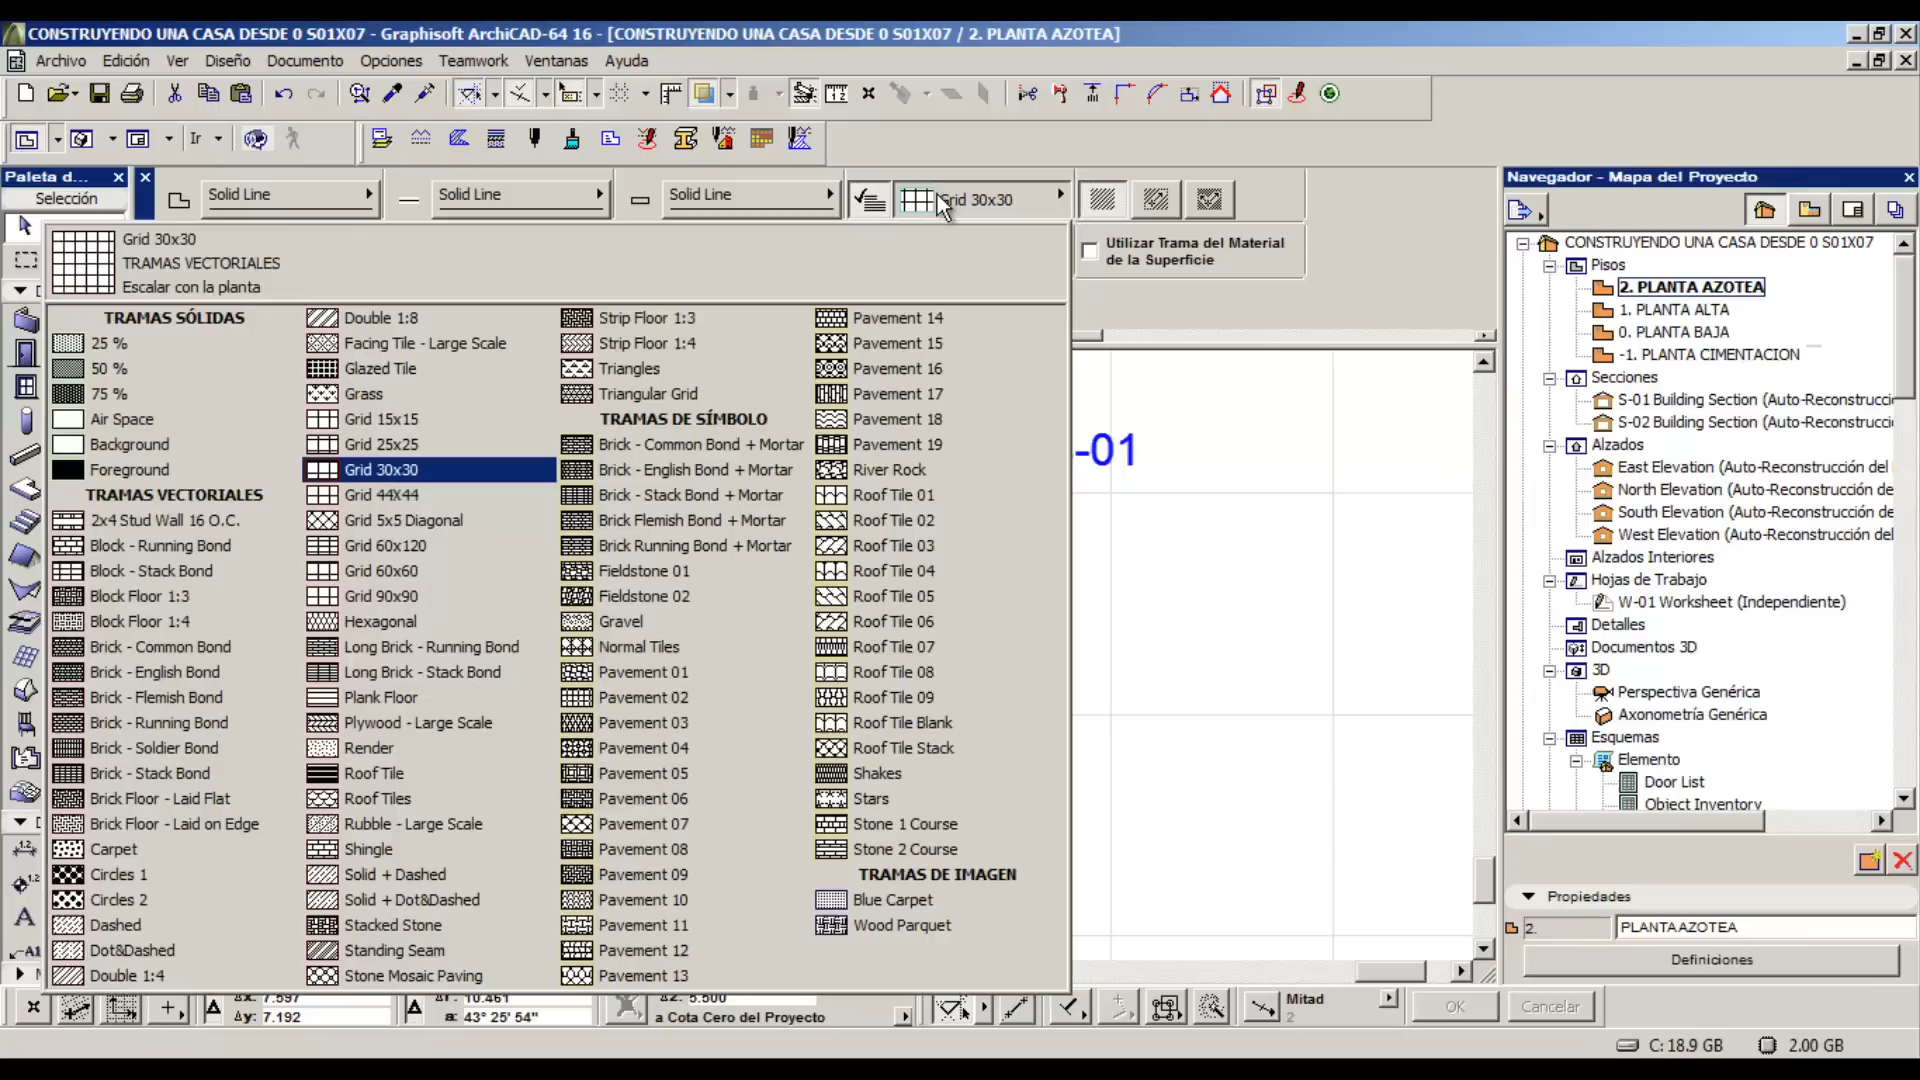 CONSTRUYENDO UNA CASA DESDE 0 S01X07 - Graphisoft ArchiCAD-64 16 - [CONSTRUYENDO UNA CASA DESDE 0 S01X07 / 2. PLANTA AZOTEA]
Archivo Edición Ver Diseño Documento Opciones Teamwork Ventanas Ayuda
Ir
Paleta d...
Selección
Solid Line
Solid Line
Solid Line
Grid 30x30
Utilizar Trama del Material
de la Superficie
Grid 30x30
TRAMAS VECTORIALES
Escalar con la planta
TRAMAS SÓLIDAS
25 %
50 %
75 %
Air Space
Background
Foreground
TRAMAS VECTORIALES
2x4 Stud Wall 16 O.C.
Block - Running Bond
Block - Stack Bond
Block Floor 1:3
Block Floor 1:4
Brick - Common Bond
Brick - English Bond
Brick - Flemish Bond
Brick - Running Bond
Brick - Soldier Bond
Brick - Stack Bond
Brick Floor - Laid Flat
Brick Floor - Laid on Edge
Carpet
Circles 1
Circles 2
Dashed
Dot&Dashed
Double 1:4
Double 1:8
Facing Tile - Large Scale
Glazed Tile
Grass
Grid 15x15
Grid 25x25
Grid 30x30
Grid 44X44
Grid 5x5 Diagonal
Grid 60x120
Grid 60x60
Grid 90x90
Hexagonal
Long Brick - Running Bond
Long Brick - Stack Bond
Plank Floor
Plywood - Large Scale
Render
Roof Tile
Roof Tiles
Rubble - Large Scale
Shingle
Solid + Dashed
Solid + Dot&Dashed
Stacked Stone
Standing Seam
Stone Mosaic Paving
Strip Floor 1:3
Strip Floor 1:4
Triangles
Triangular Grid
TRAMAS DE SÍMBOLO
Brick - Common Bond + Mortar
Brick - English Bond + Mortar
Brick - Stack Bond + Mortar
Brick Flemish Bond + Mortar
Brick Running Bond + Mortar
Fieldstone 01
Fieldstone 02
Gravel
Normal Tiles
Pavement 01
Pavement 02
Pavement 03
Pavement 04
Pavement 05
Pavement 06
Pavement 07
Pavement 08
Pavement 09
Pavement 10
Pavement 11
Pavement 12
Pavement 13
Pavement 14
Pavement 15
Pavement 16
Pavement 17
Pavement 18
Pavement 19
River Rock
Roof Tile 01
Roof Tile 02
Roof Tile 03
Roof Tile 04
Roof Tile 05
Roof Tile 06
Roof Tile 07
Roof Tile 08
Roof Tile 09
Roof Tile Blank
Roof Tile Stack
Shakes
Stars
Stone 1 Course
Stone 2 Course
TRAMAS DE IMAGEN
Blue Carpet
Wood Parquet
-01
Navegador - Mapa del Proyecto
CONSTRUYENDO UNA CASA DESDE 0 S01X07
Pisos
2. PLANTA AZOTEA
1. PLANTA ALTA
0. PLANTA BAJA
-1. PLANTA CIMENTACION
Secciones
S-01 Building Section (Auto-Reconstrucci
S-02 Building Section (Auto-Reconstrucci
Alzados
East Elevation (Auto-Reconstrucción del
North Elevation (Auto-Reconstrucción de
South Elevation (Auto-Reconstrucción de
West Elevation (Auto-Reconstrucción del
Alzados Interiores
Hojas de Trabajo
W-01 Worksheet (Independiente)
Detalles
Documentos 3D
3D
Perspectiva Genérica
Axonometría Genérica
Esquemas
Elemento
Door List
Object Inventory
Propiedades
2. PLANTA AZOTEA
Definiciones
Δx: 7.597
Δy: 7.192
Δr: 10.461
a: 43° 25' 54"
Δz: 5.500
a Cota Cero del Proyecto
Mitad
2
OK
Cancelar
C: 18.9 GB
2.00 GB